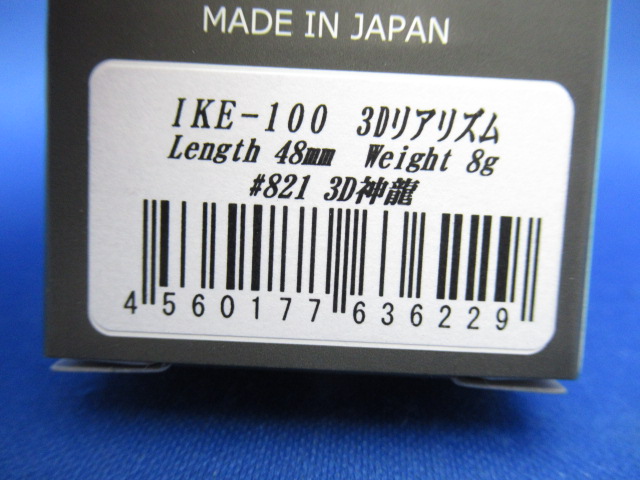 MADE IN JAPAN
IKE-100 3Dリアリズム
Length 48mm Weight 8g
#821 3D神龍
4 560177 636229